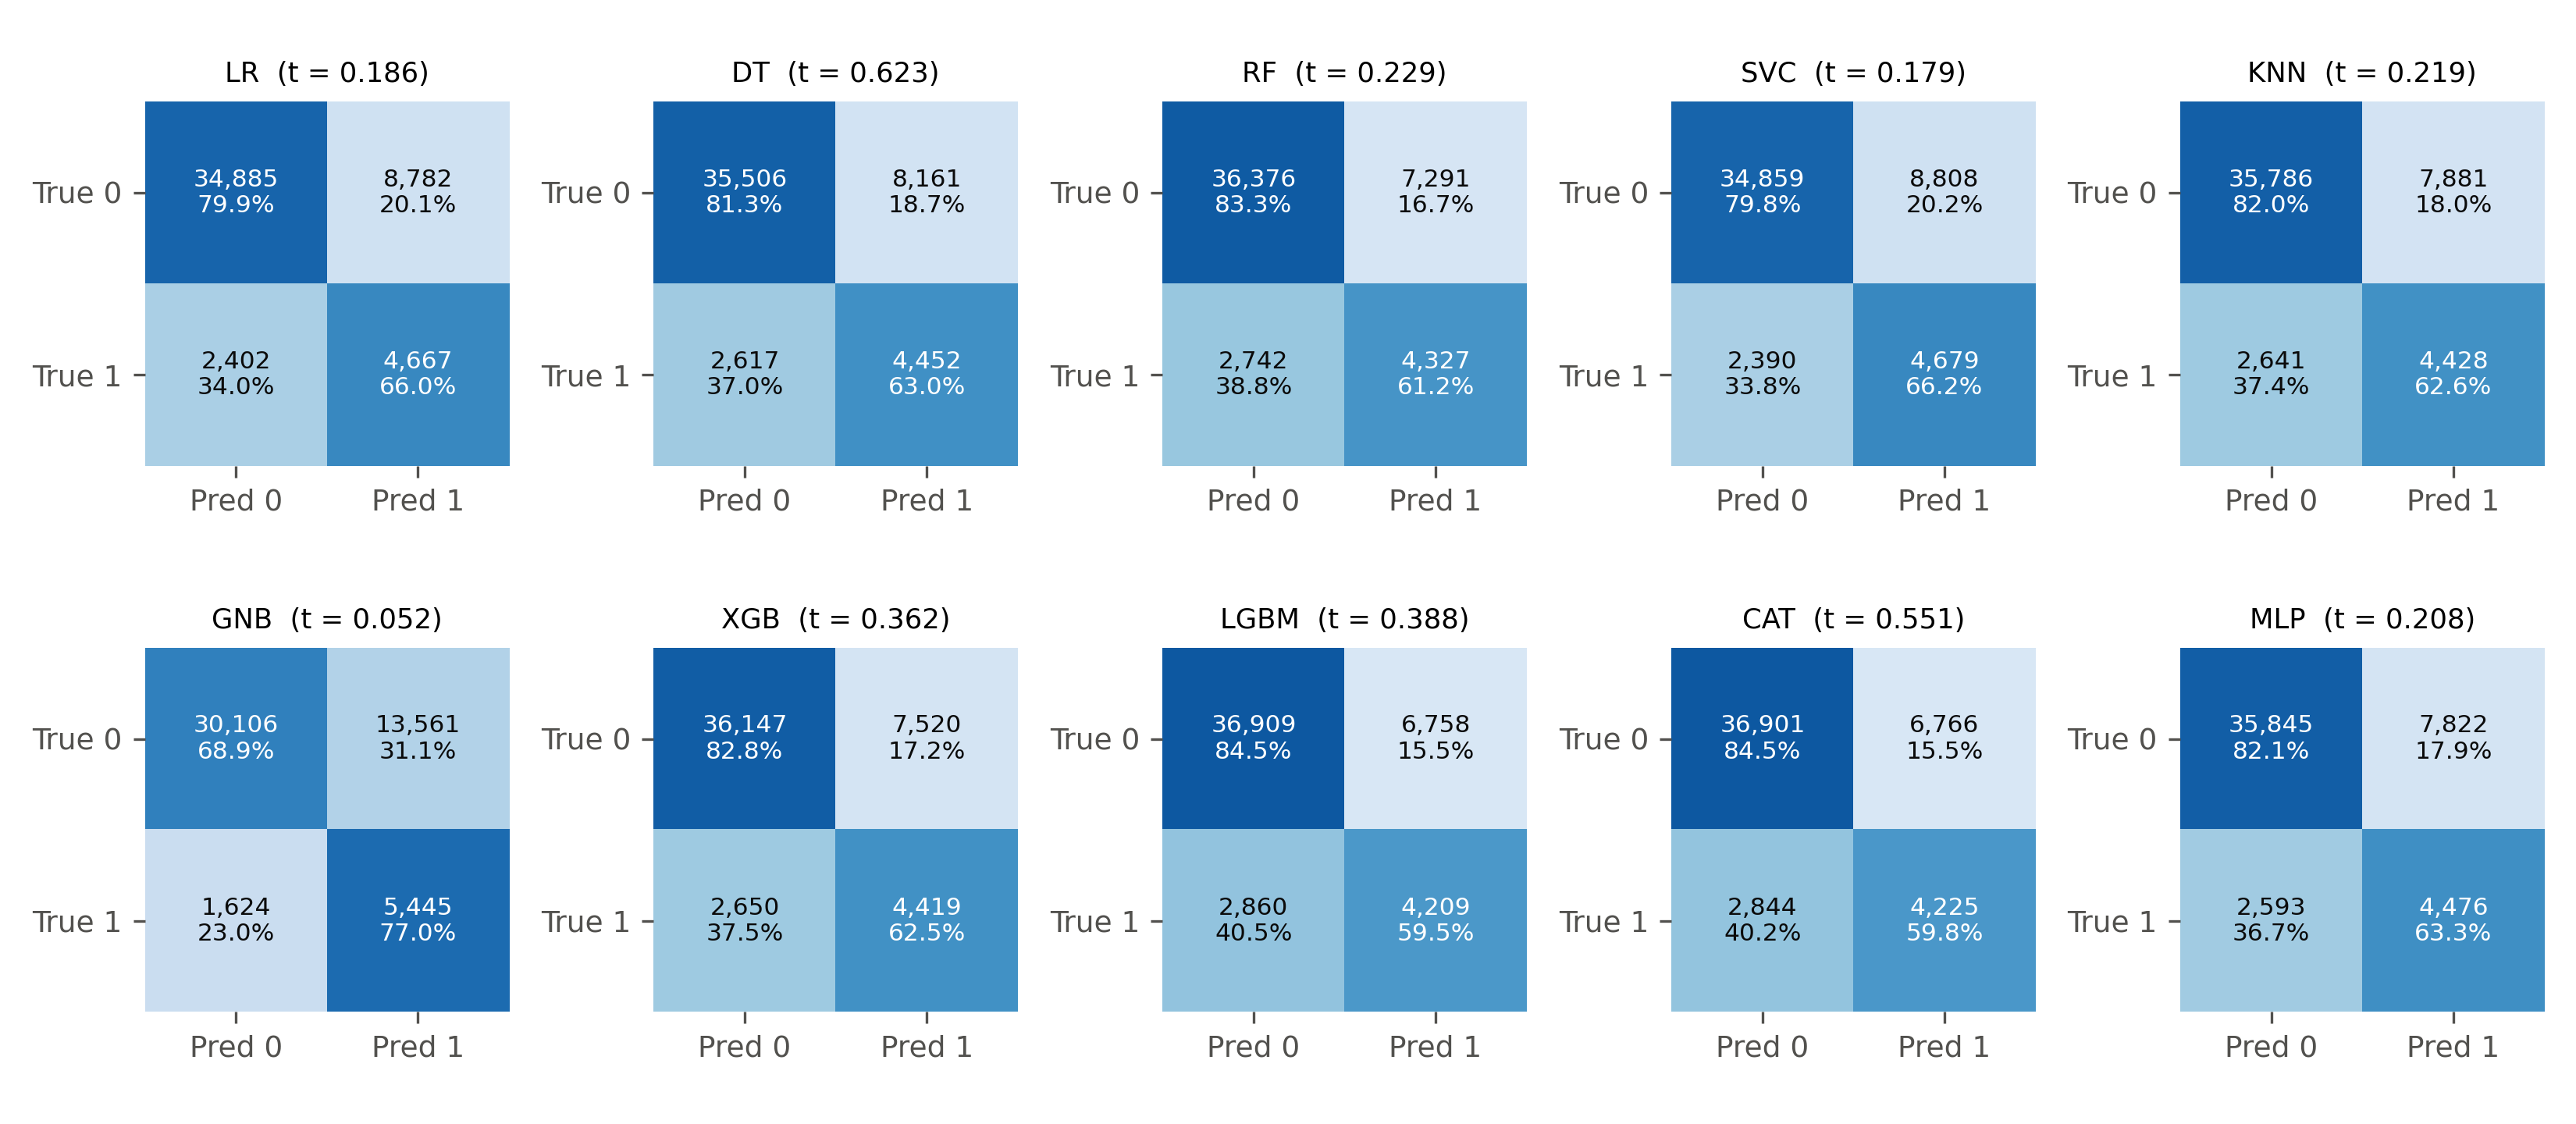 LR (t = 0.186)
True 0
34,885
79.9%
8,782
20.1%
True 1
2,402
34.0%
4,667
66.0%
Pred 0
Pred 1
DT (t = 0.623)
True 0
35,506
81.3%
8,161
18.7%
True 1
2,617
37.0%
4,452
63.0%
Pred 0
Pred 1
RF (t = 0.229)
True 0
36,376
83.3%
7,291
16.7%
True 1
2,742
38.8%
4,327
61.2%
Pred 0
Pred 1
SVC (t = 0.179)
True 0
34,859
79.8%
8,808
20.2%
True 1
2,390
33.8%
4,679
66.2%
Pred 0
Pred 1
KNN (t = 0.219)
True 0
35,786
82.0%
7,881
18.0%
True 1
2,641
37.4%
4,428
62.6%
Pred 0
Pred 1
GNB (t = 0.052)
True 0
30,106
68.9%
13,561
31.1%
True 1
1,624
23.0%
5,445
77.0%
Pred 0
Pred 1
XGB (t = 0.362)
True 0
36,147
82.8%
7,520
17.2%
True 1
2,650
37.5%
4,419
62.5%
Pred 0
Pred 1
LGBM (t = 0.388)
True 0
36,909
84.5%
6,758
15.5%
True 1
2,860
40.5%
4,209
59.5%
Pred 0
Pred 1
CAT (t = 0.551)
True 0
36,901
84.5%
6,766
15.5%
True 1
2,844
40.2%
4,225
59.8%
Pred 0
Pred 1
MLP (t = 0.208)
True 0
35,845
82.1%
7,822
17.9%
True 1
2,593
36.7%
4,476
63.3%
Pred 0
Pred 1